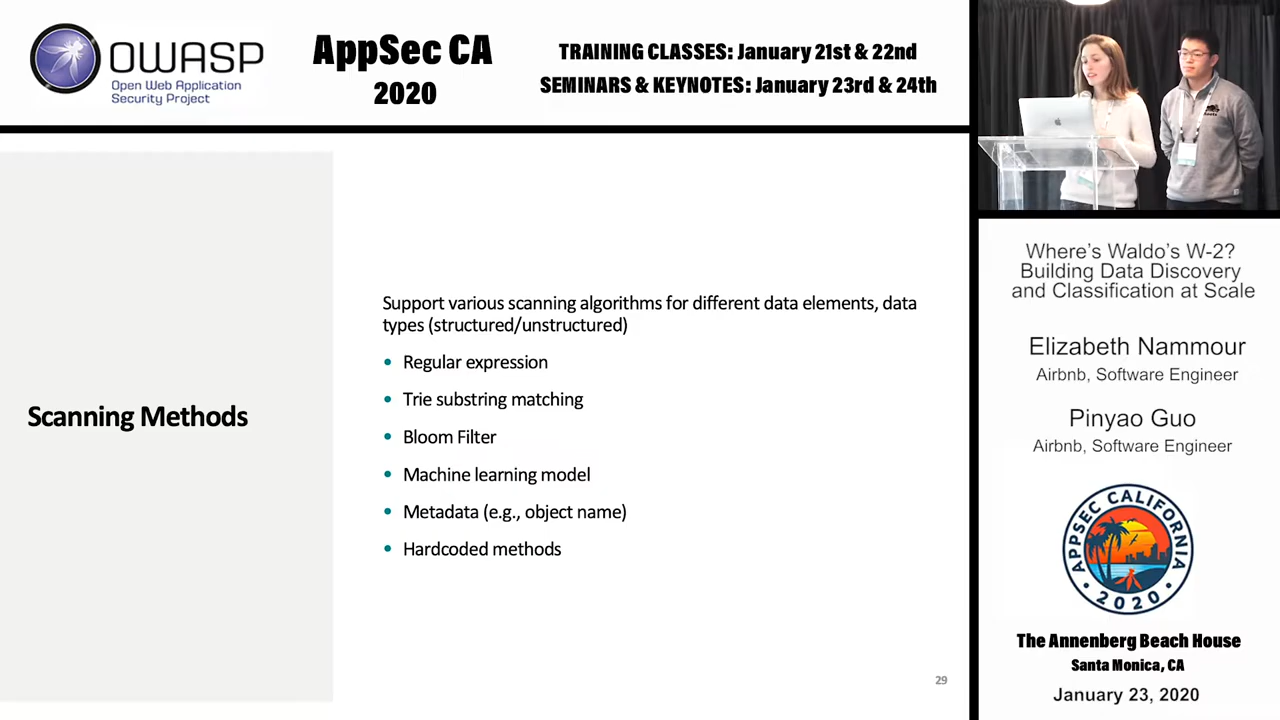 OWASP
Open Web Application
Security Project
AppSec CA
2020
TRAINING CLASSES: January 21st & 22nd
SEMINARS & KEYNOTES: January 23rd & 24th
Scanning Methods
Support various scanning algorithms for different data elements, data
types (structured/unstructured)
• Regular expression
• Trie substring matching
• Bloom Filter
• Machine learning model
• Metadata (e.g., object name)
• Hardcoded methods
29
Where's Waldo's W-2?
Building Data Discovery
and Classification at Scale
Elizabeth Nammour
Airbnb, Software Engineer
Pinyao Guo
Airbnb, Software Engineer
APPSEC CALIFORNIA
• 2020 •
The Annenberg Beach House
Santa Monica, CA
January 23, 2020